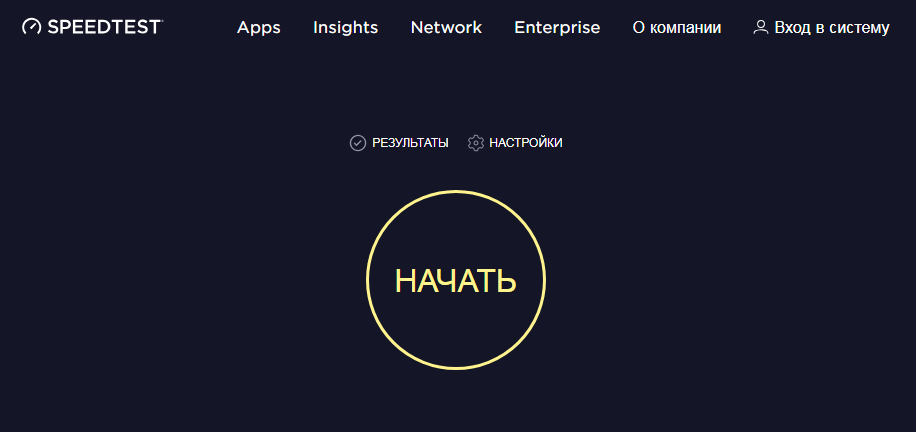 SPEEDTEST Apps Insights Network Enterprise О компании Вход в систему
РЕЗУЛЬТАТЫ НАСТРОЙКИ
НАЧАТЬ